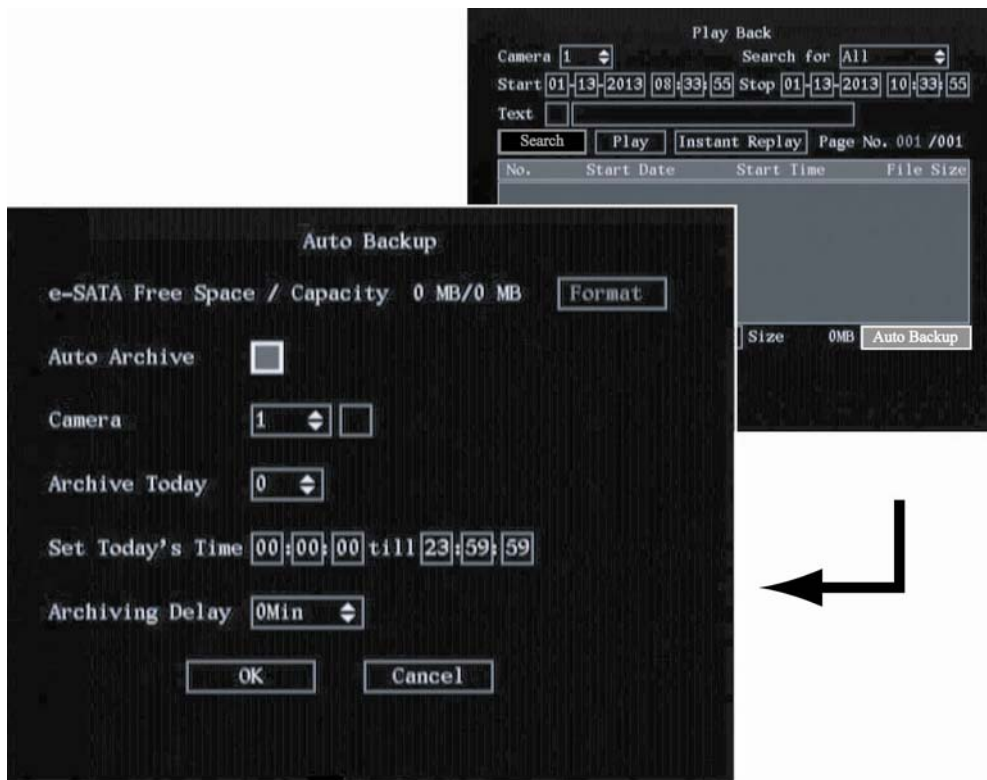 Play Back
Camera 1 Search for All
Start 01-13-2013 08:33:55 Stop 01-13-2013 10:33:55
Text
Search Play Instant Replay Page No. 001 /001
No. Start Date Start Time File Size
Size 0MB Auto Backup
Auto Backup
e-SATA Free Space / Capacity 0 MB/0 MB Format
Auto Archive
Camera 1
Archive Today 0
Set Today's Time 00:00:00 till 23:59:59
Archiving Delay 0Min
OK Cancel